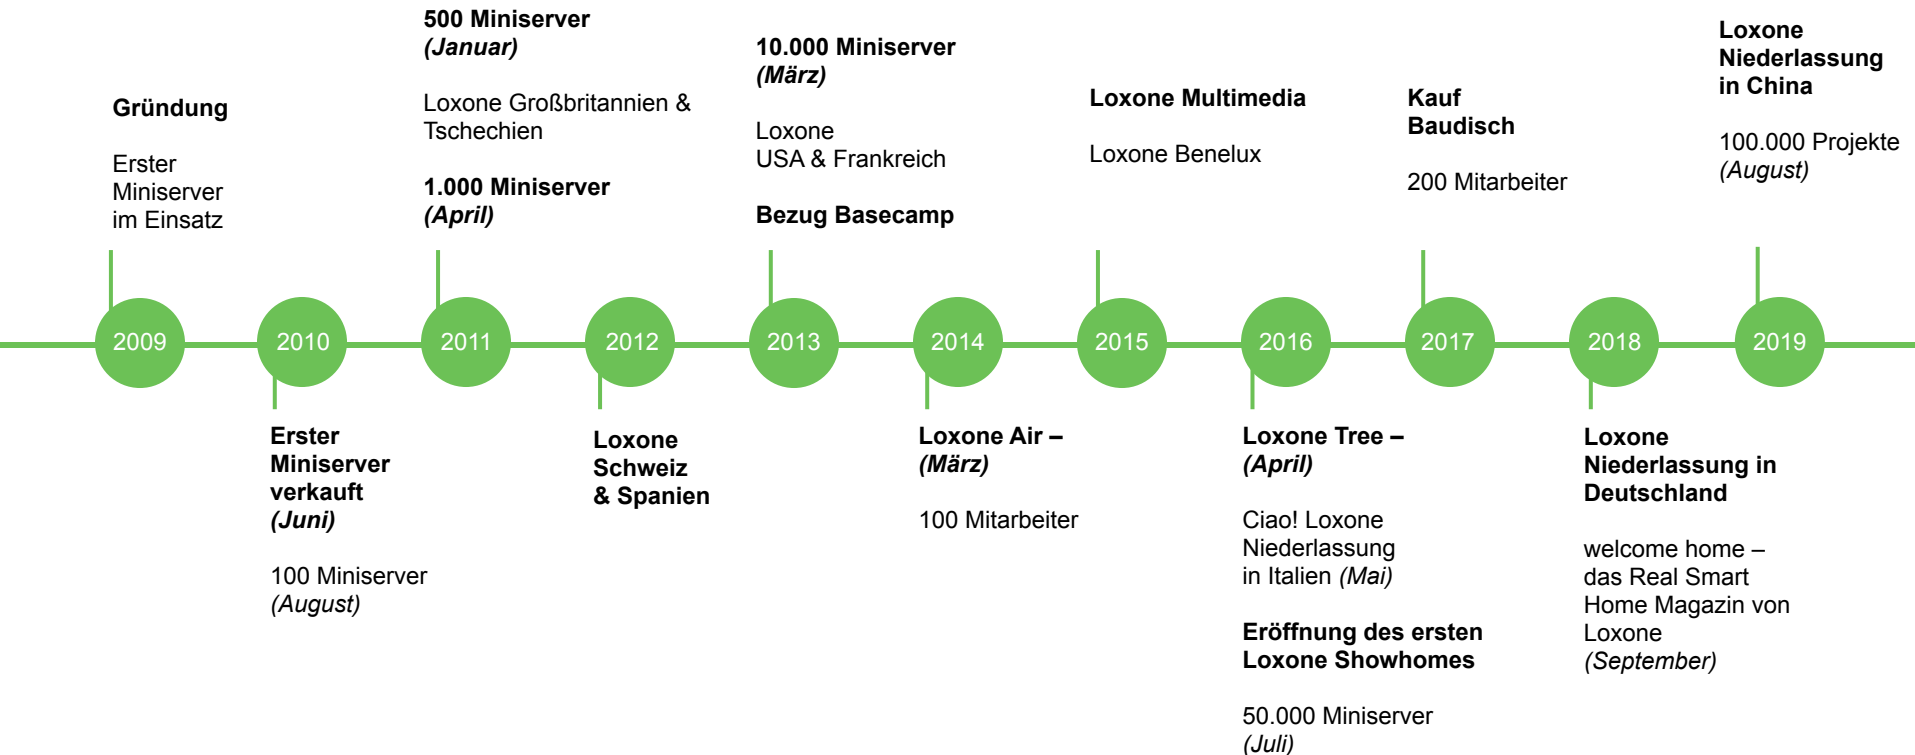 Gründung
Erster
Miniserver
im Einsatz
2009
2010
Erster
Miniserver
verkauft
(Juni)
100 Miniserver
(August)
500 Miniserver
(Januar)
Loxone Großbritannien &
Tschechien
1.000 Miniserver
(April)
2011
2012
Loxone
Schweiz
& Spanien
10.000 Miniserver
(März)
Loxone
USA & Frankreich
Bezug Basecamp
2013
2014
Loxone Air –
(März)
100 Mitarbeiter
Loxone Multimedia
Loxone Benelux
2015
2016
Loxone Tree –
(April)
Ciao! Loxone
Niederlassung
in Italien (Mai)
Eröffnung des ersten
Loxone Showhomes
50.000 Miniserver
(Juli)
Kauf
Baudisch
200 Mitarbeiter
2017
2018
Loxone
Niederlassung in
Deutschland
welcome home –
das Real Smart
Home Magazin von
Loxone
(September)
Loxone
Niederlassung
in China
100.000 Projekte
(August)
2019